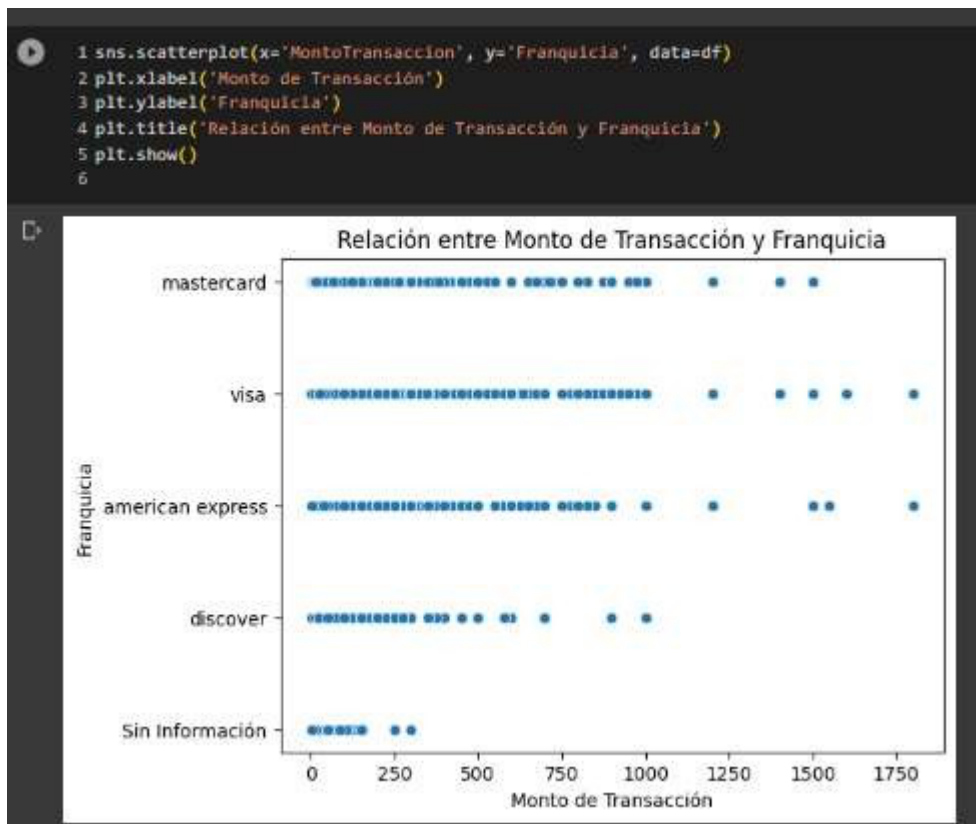 1 sns.scatterplot(x='MontoTransaccion', y='Franquicia', data=df)
2 plt.xlabel('Monto de Transacción')
3 plt.ylabel('Franquicia')
4 plt.title('Relación entre Monto de Transacción y Franquicia')
5 plt.show()
6
Relación entre Monto de Transacción y Franquicia
mastercard
visa
american express
discover
Sin Información
Franquicia
0 250 500 750 1000 1250 1500 1750
Monto de Transacción